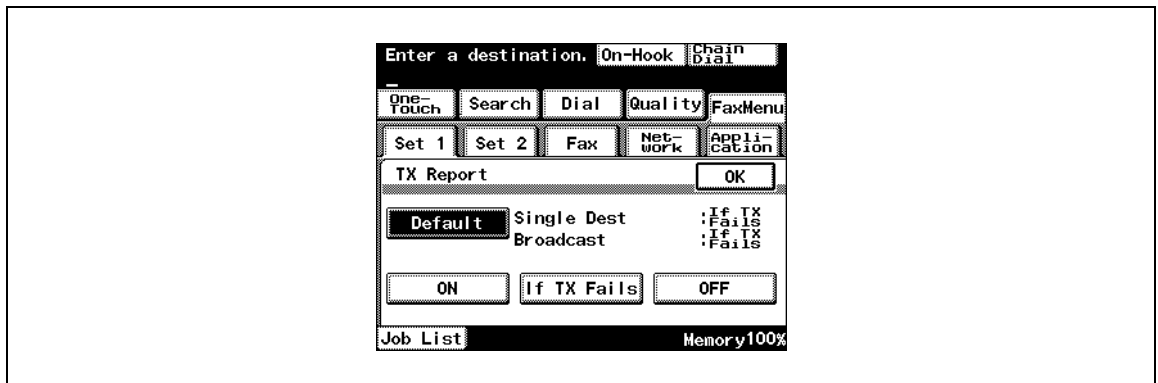 Enter a destination. On-Hook Chain Dial
One-Touch Search Dial Quality FaxMenu
Set 1 Set 2 Fax Net-work Appli-cation
TX Report OK
Default Single Dest :If TX Fails
Broadcast :If TX Fails
ON If TX Fails OFF
Job List Memory100%